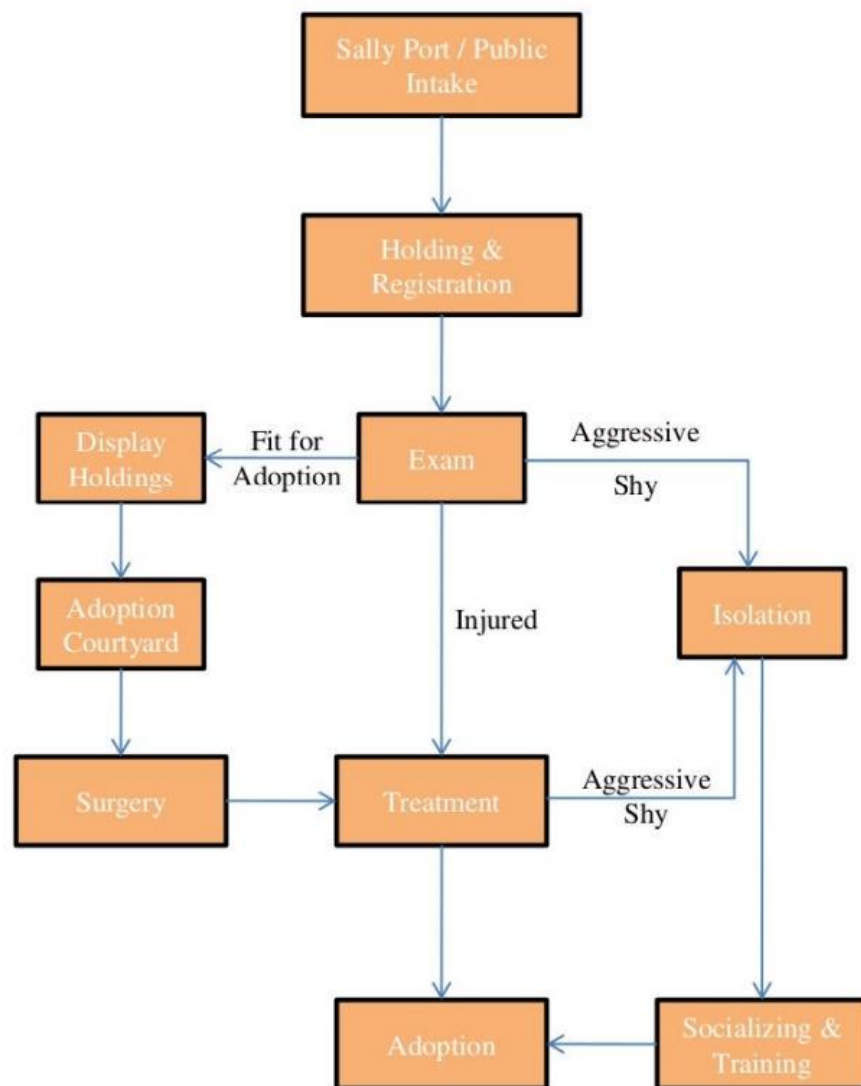 Sally Port / Public
Intake
Holding &
Registration
Display
Holdings
Fit for
Adoption
Exam
Aggressive
Shy
Adoption
Courtyard
Injured
Isolation
Surgery
Treatment
Aggressive
Shy
Adoption
Socializing &
Training